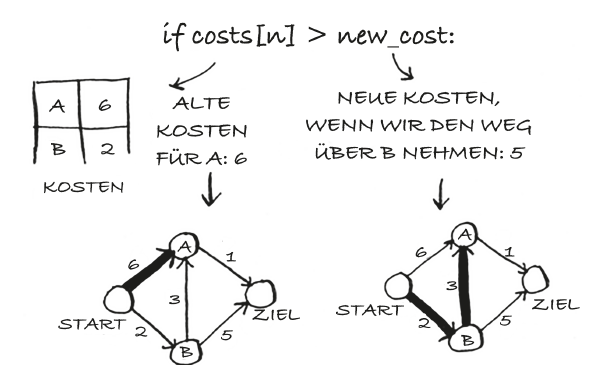 if costs[n] > new_cost:
A 6
B 2
KOSTEN
ALTE
KOSTEN
FÜR A: 6
NEUE KOSTEN,
WENN WIR DEN WEG
ÜBER B NEHMEN: 5
A
6
1
3
START
ZIEL
2
5
B
A
6
1
3
START
ZIEL
2
5
B